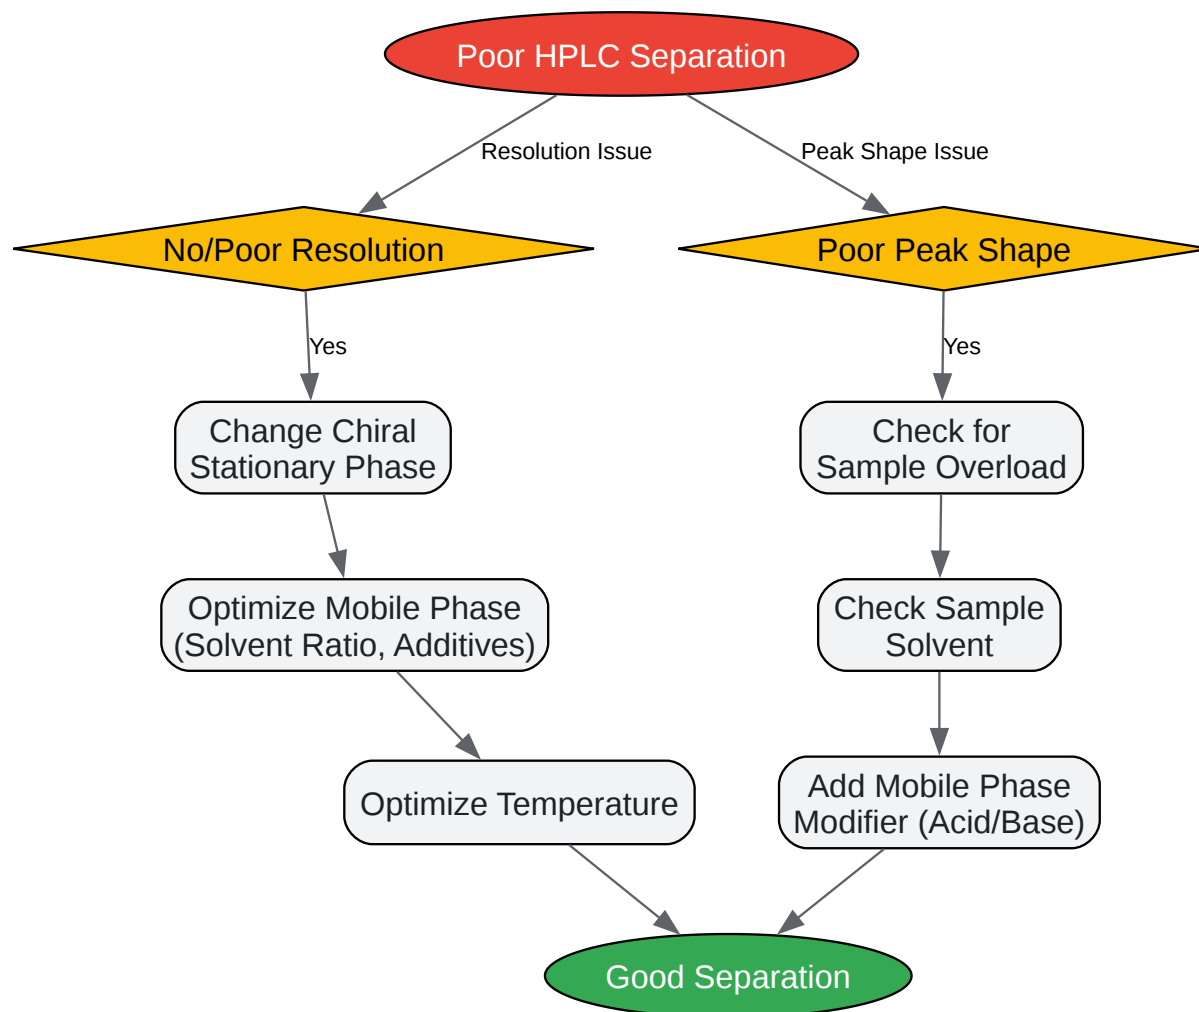 Poor HPLC Separation
Resolution Issue
Peak Shape Issue
No/Poor Resolution
Poor Peak Shape
Yes
Yes
Change Chiral
Stationary Phase
Check for
Sample Overload
Optimize Mobile Phase
(Solvent Ratio, Additives)
Check Sample
Solvent
Optimize Temperature
Add Mobile Phase
Modifier (Acid/Base)
Good Separation